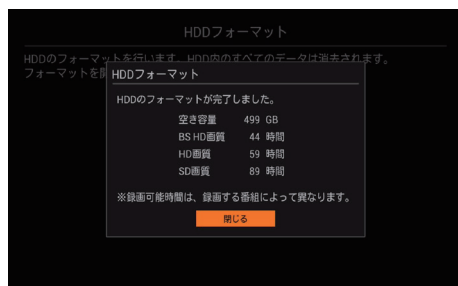 HDDフォーマット
HDDのフォーマットを行います。HDD内のすべてのデータは消去されます。
フォーマットを開
HDDフォーマット
HDDのフォーマットが完了しました。
空き容量 499 GB
BS HD画質 44 時間
HD画質 59 時間
SD画質 89 時間
※録画可能時間は、録画する番組によって異なります。
閉じる